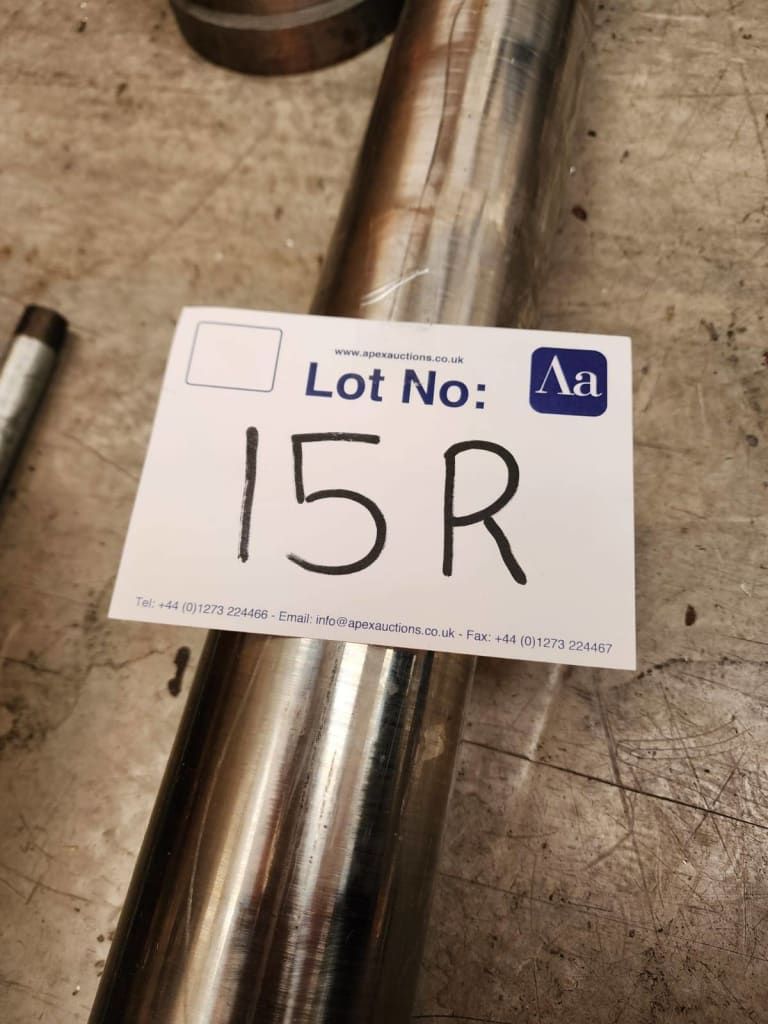 www.apexauctions.co.uk
Lot No:
Aa
15R
Tel: +44 (0)1273 224466 - Email: info@apexauctions.co.uk - Fax: +44 (0)1273 224467